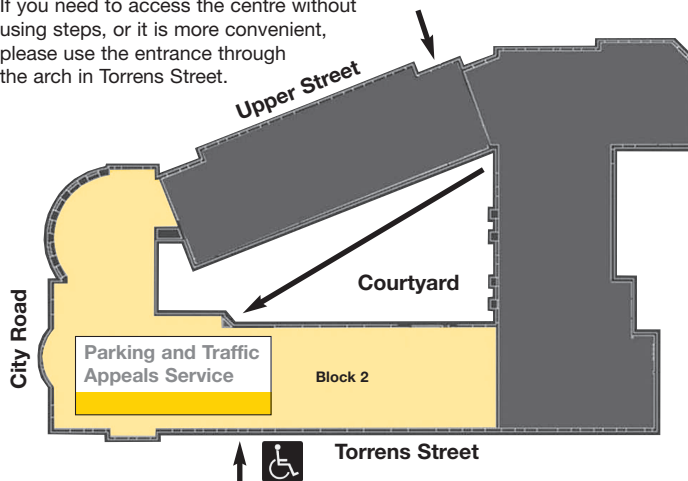 If you need to access the centre without
using steps, or it is more convenient,
please use the entrance through
the arch in Torrens Street.
Upper Street
Courtyard
City Road
Parking and Traffic
Appeals Service
Block 2
Torrens Street